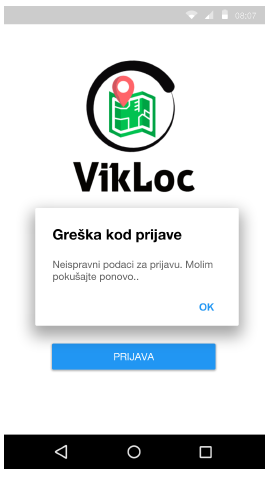 08:07
VikLoc
Greška kod prijave
Neispravni podaci za prijavu. Molim
pokušajte ponovo..
OK
PRIJAVA